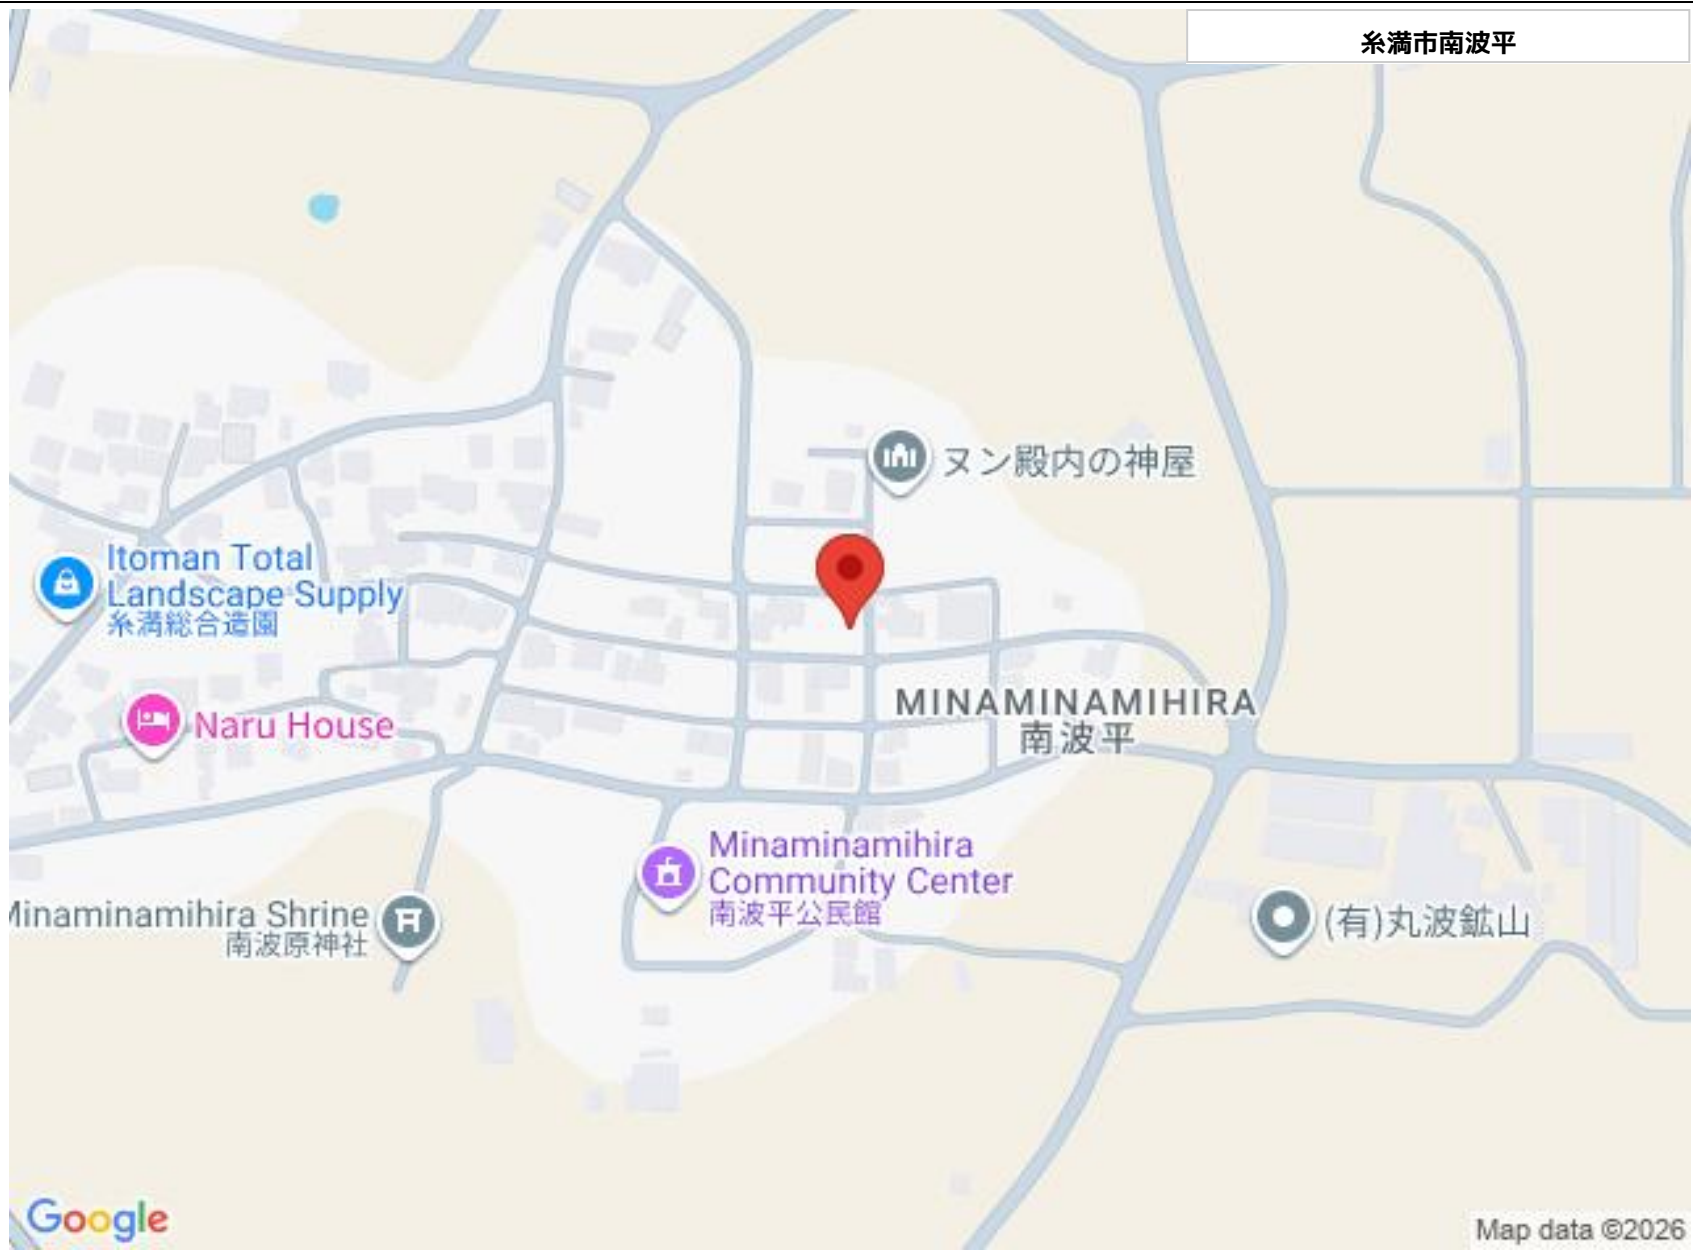 糸満市南波平
ヌン殿内の神屋
Itoman Total
Landscape Supply
糸満総合造園
MINAMINAMIHIRA
南波平
Naru House
Minaminamihira
Community Center
南波平公民館
Minaminamihira Shrine
南波原神社
(有)丸波鉱山
Google
Map data ©2026